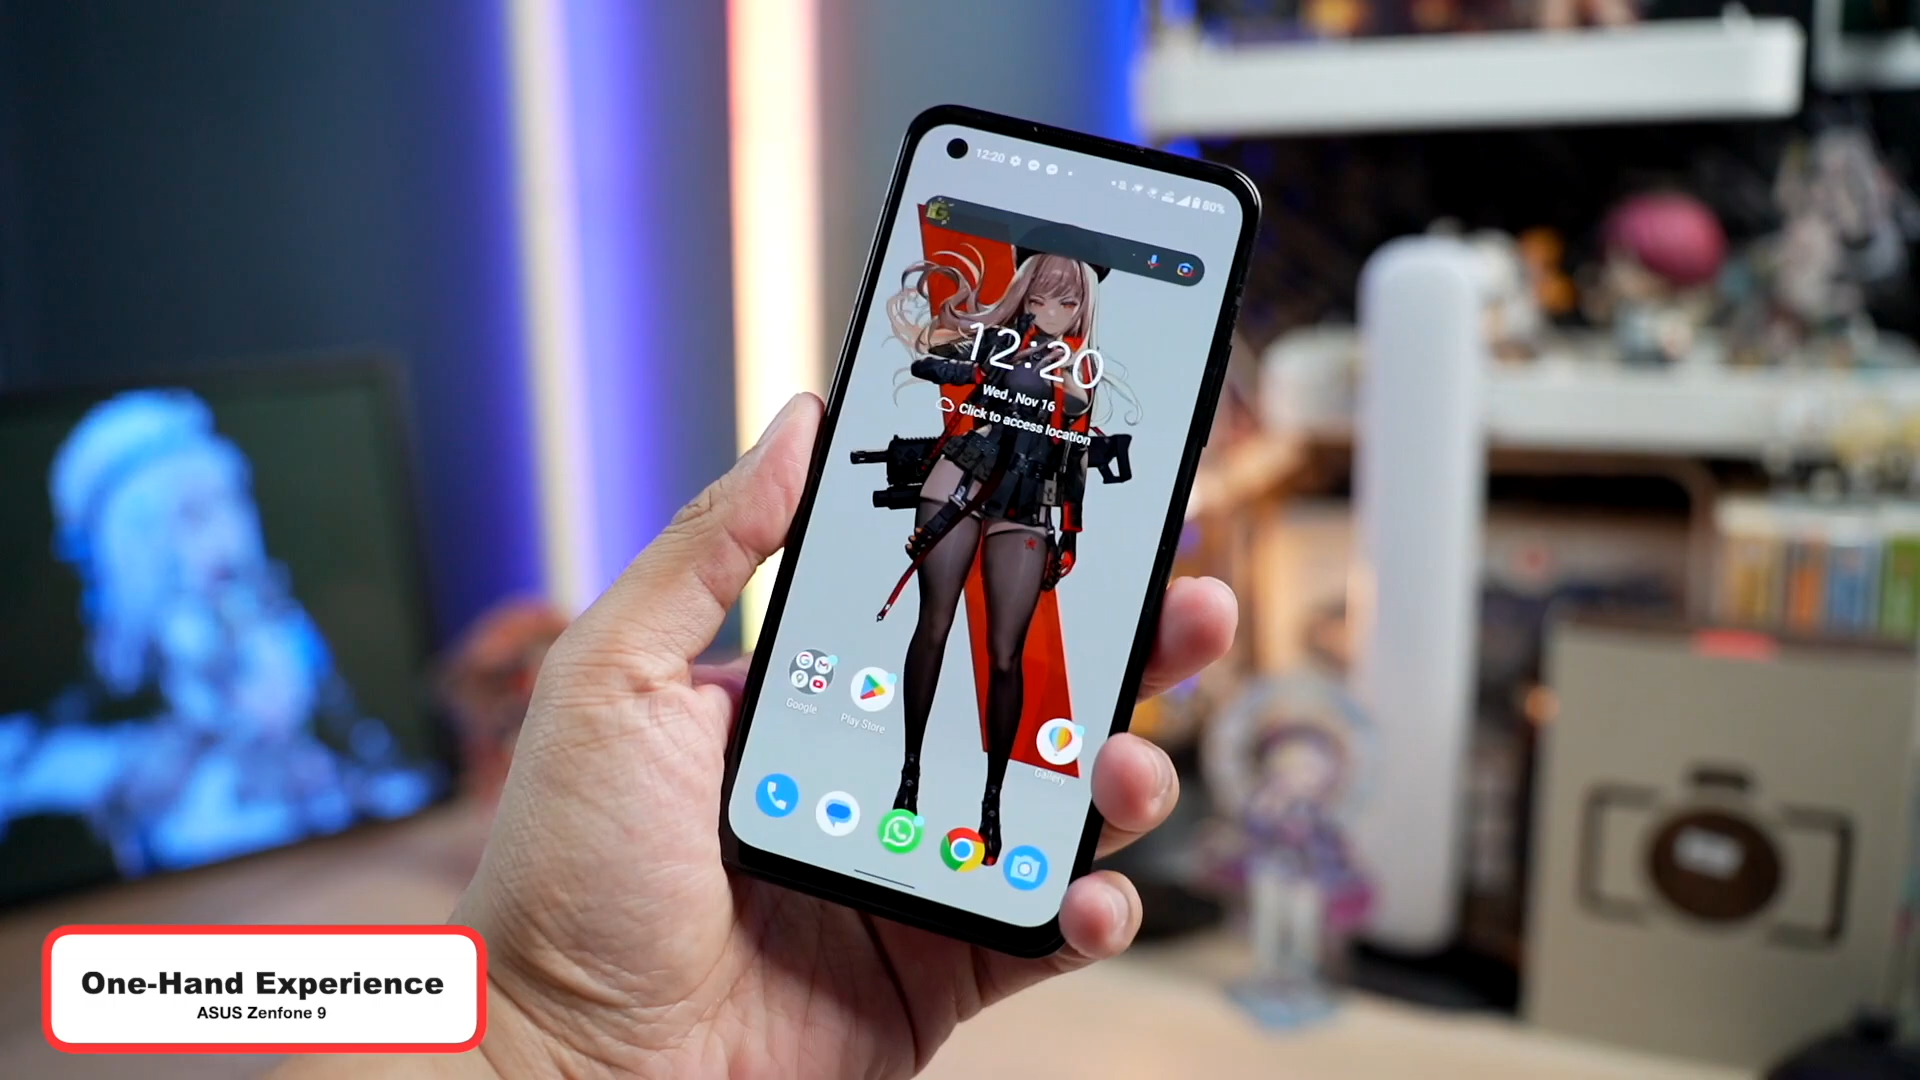 12:20
80%
12:20
Wed, Nov 16
Click to access location
Google
Play Store
Gallery
One-Hand Experience
ASUS Zenfone 9